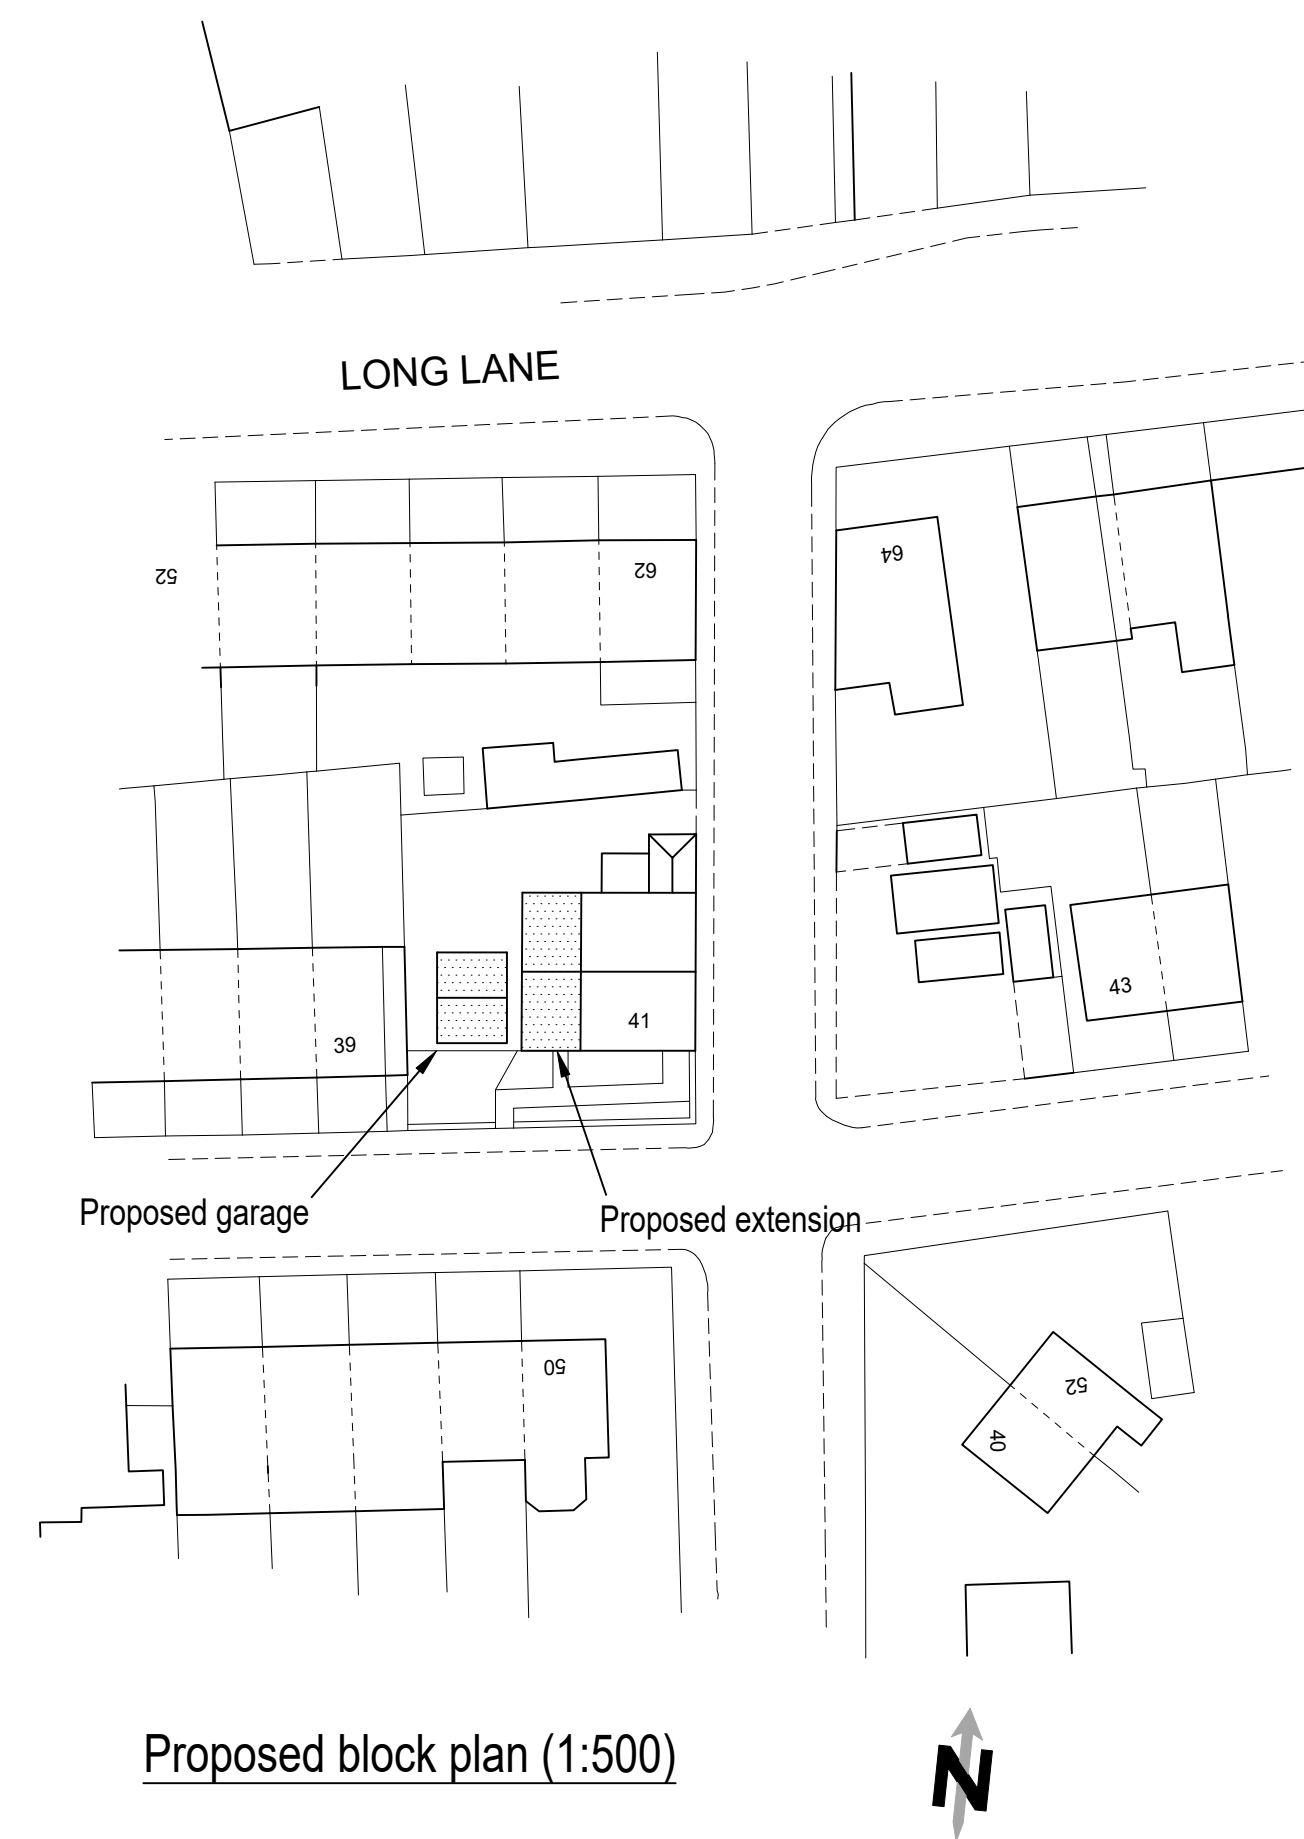 LONG LANE
52
62
64
39
41
43
Proposed garage
Proposed extension
50
52
40
Proposed block plan (1:500)
N